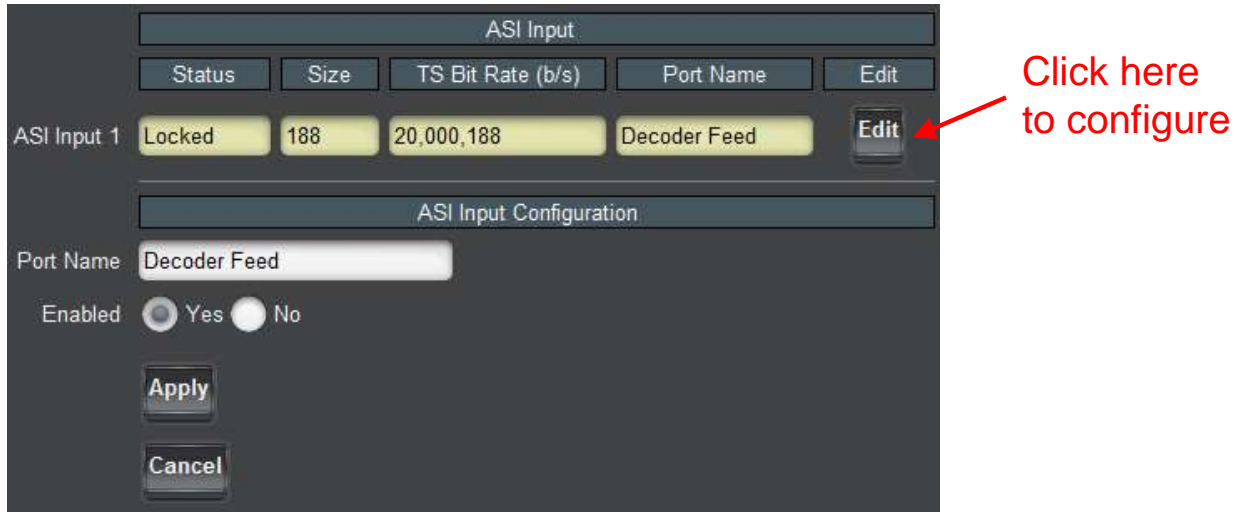 ASI Input
Status Size TS Bit Rate (b/s) Port Name Edit
Click here
to configure
ASI Input 1 Locked 188 20,000,188 Decoder Feed Edit
ASI Input Configuration
Port Name Decoder Feed
Enabled Yes No
Apply
Cancel